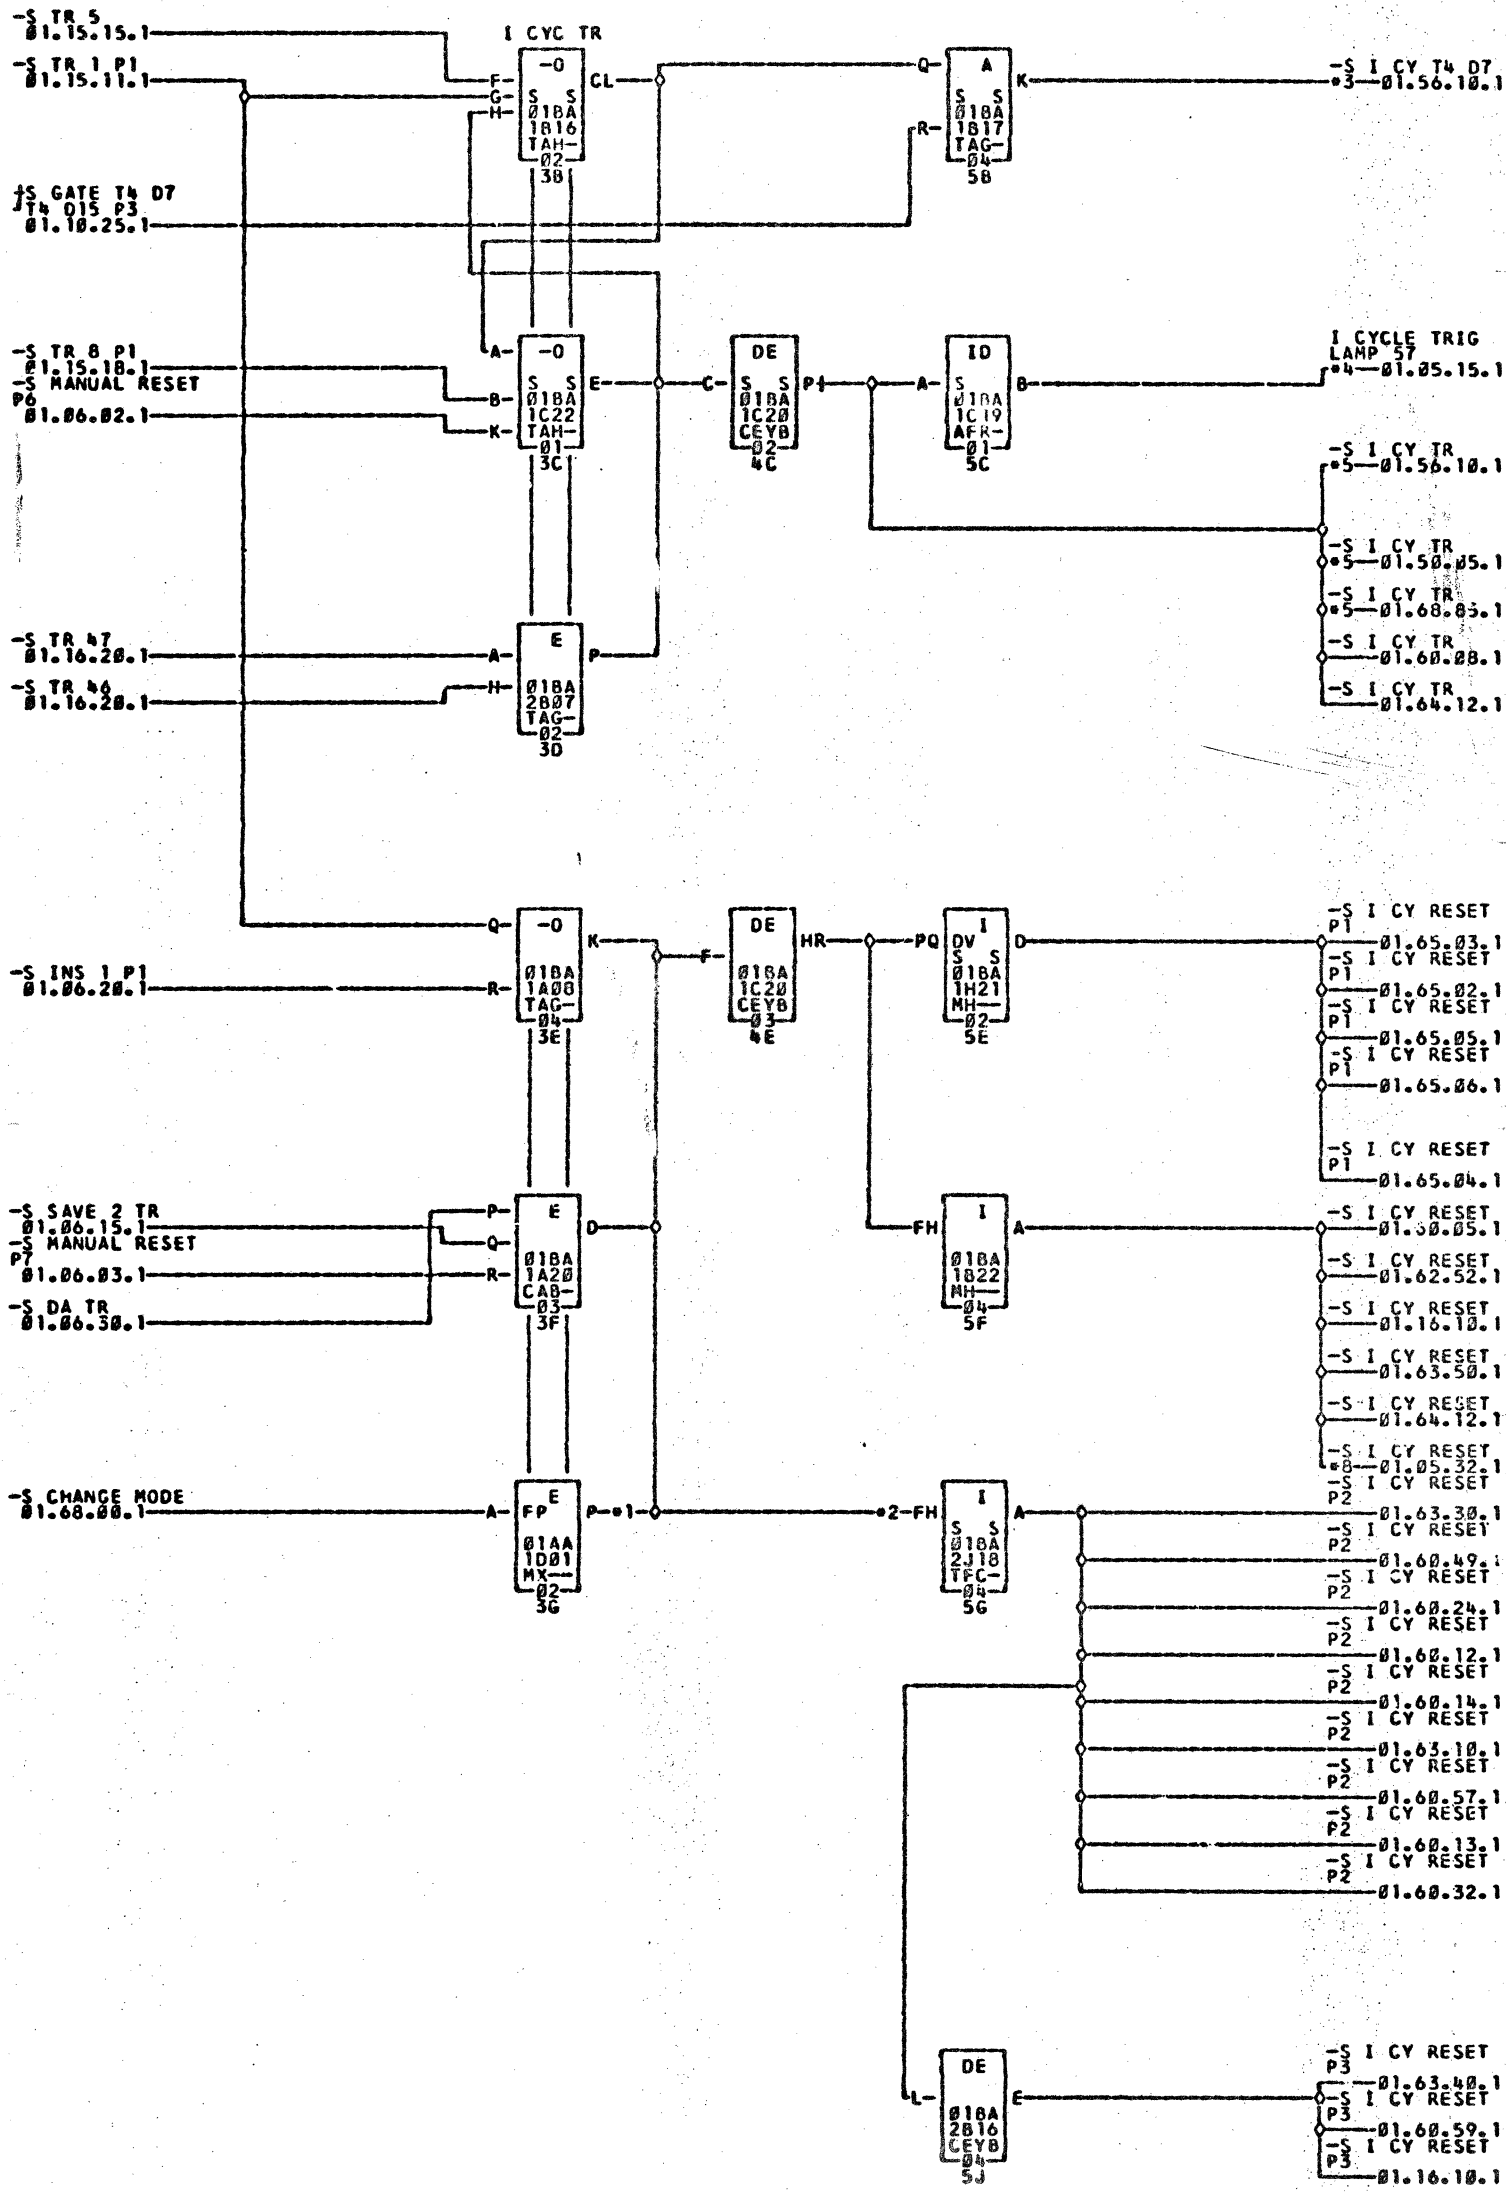 -S TR 5
01.15.15.1
-S TR 1 P1
01.15.11.1
+S GATE T4 D7
T4 D15 P3
01.10.25.1
-S TR 8 P1
01.15.18.1
-S MANUAL RESET
P6
01.06.02.1
-S TR 47
01.16.20.1
-S TR 46
01.16.20.1
-S INS 1 P1
01.06.20.1
-S SAVE 2 TR
01.06.15.1
-S MANUAL RESET
P7
01.06.03.1
-S DA TR
01.06.30.1
-S CHANGE MODE
01.68.00.1
I CYC TR
-O
F
G
H
CL
S S
01BA
1B16
TAH-
02
3B
A
Q
R
K
S S
01BA
1B17
TAG-
04
5B
-O
A
B
K
E
S S
01BA
1C22
TAH-
01
3C
DE
C
P
S S
01BA
1C20
CEYB
02
4C
ID
A
B
S
01BA
1C19
AFR-
01
5C
E
A
H
P
01BA
2B07
TAG-
02
3D
-O
Q
R
K
01BA
1A08
TAG-
04
3E
DE
F
HR
01BA
1C20
CEYB
03
4E
I
PQ
DV
D
S S
01BA
1H21
MH--
02
5E
E
P
Q
R
D
01BA
1A20
CAB-
03
3F
I
FH
A
01BA
1B22
MH--
04
5F
E
A
FP
P *1
01AA
1D01
MX--
02
3G
I
*2-FH
A
S S
01BA
2J18
TFC-
04
5G
DE
L
E
01BA
2B16
CEYB
04
5J
-S I CY T4 D7
*3-01.56.10.1
I CYCLE TRIG
LAMP 57
*4-01.05.15.1
-S I CY TR
*5-01.56.10.1
-S I CY TR
*5-01.50.05.1
-S I CY TR
*5-01.68.85.1
-S I CY TR
01.60.08.1
-S I CY TR
01.64.12.1
-S I CY RESET
P1
01.65.03.1
-S I CY RESET
P1
01.65.02.1
-S I CY RESET
P1
01.65.05.1
-S I CY RESET
P1
01.65.06.1
-S I CY RESET
P1
01.65.04.1
-S I CY RESET
-S I CY RESET
01.62.52.1
-S I CY RESET
01.16.10.1
-S I CY RESET
01.63.50.1
-S I CY RESET
01.64.12.1
-S I CY RESET
*8-01.05.32.1
-S I CY RESET
P2
01.63.30.1
-S I CY RESET
P2
01.60.49.1
-S I CY RESET
P2
01.60.24.1
-S I CY RESET
P2
01.60.12.1
-S I CY RESET
P2
01.60.14.1
-S I CY RESET
P2
01.63.10.1
-S I CY RESET
P2
01.60.57.1
-S I CY RESET
P2
01.60.13.1
-S I CY RESET
P2
01.60.32.1
-S I CY RESET
P3
01.63.40.1
-S I CY RESET
P3
01.60.59.1
-S I CY RESET
P3
01.16.10.1